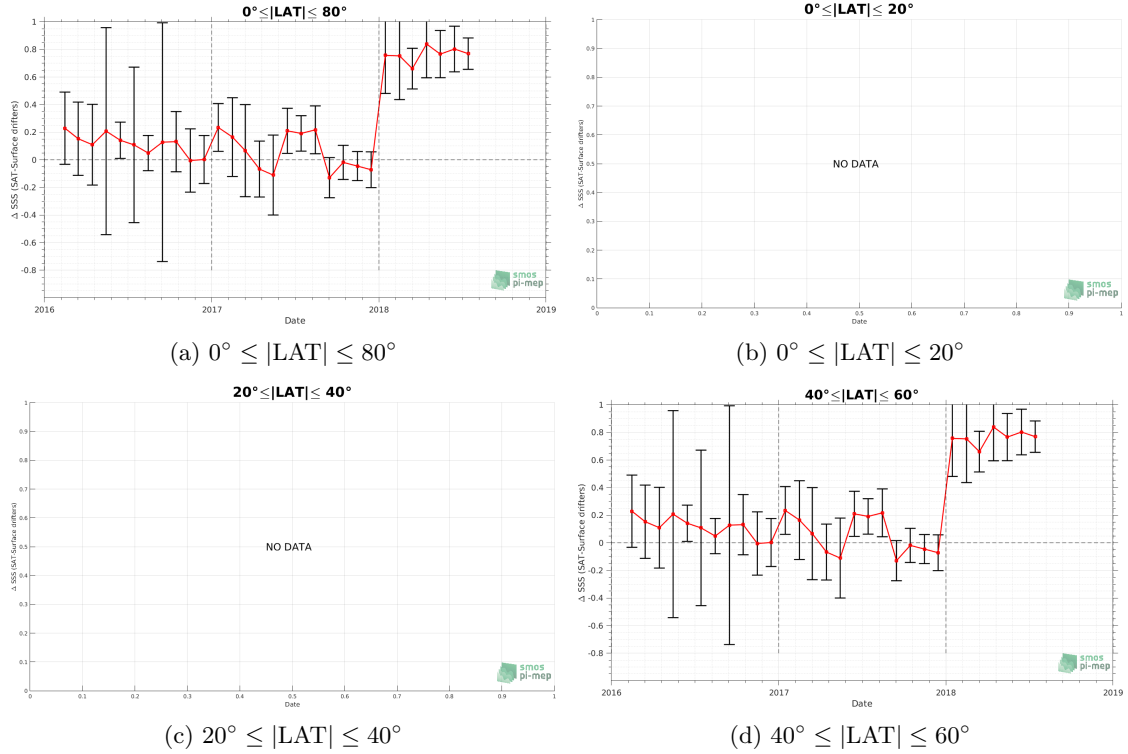 0°≤|LAT|≤ 80°
1
0.8
0.6
0.4
0.2
0
-0.2
-0.4
-0.6
-0.8
Δ SSS (SAT-Surface drifters)
2016
2017
2018
2019
Date
smos
pi-mep
(a) 0° ≤ |LAT| ≤ 80°
0°≤|LAT|≤ 20°
1
0.9
0.8
0.7
0.6
0.5
0.4
0.3
0.2
0.1
0
Δ SSS (SAT-Surface drifters)
NO DATA
0
0.1
0.2
0.3
0.4
0.5
0.6
0.7
0.8
0.9
1
Date
smos
pi-mep
(b) 0° ≤ |LAT| ≤ 20°
20°≤|LAT|≤ 40°
1
0.9
0.8
0.7
0.6
0.5
0.4
0.3
0.2
0.1
0
Δ SSS (SAT-Surface drifters)
NO DATA
0
0.1
0.2
0.3
0.4
0.5
0.6
0.7
0.8
0.9
1
Date
smos
pi-mep
(c) 20° ≤ |LAT| ≤ 40°
40°≤|LAT|≤ 60°
1
0.8
0.6
0.4
0.2
0
-0.2
-0.4
-0.6
-0.8
Δ SSS (SAT-Surface drifters)
2016
2017
2018
2019
Date
smos
pi-mep
(d) 40° ≤ |LAT| ≤ 60°